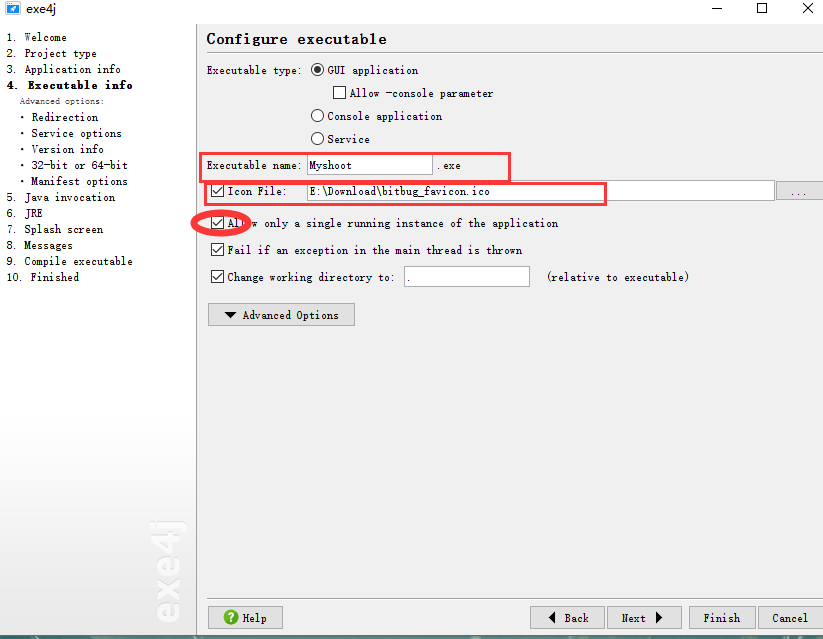 exe4j
1. Welcome
2. Project type
3. Application info
4. Executable info
Advanced options:
• Redirection
• Service options
• Version info
• 32-bit or 64-bit
• Manifest options
5. Java invocation
6. JRE
7. Splash screen
8. Messages
9. Compile executable
10. Finished
exe4j
Configure executable
Executable type: GUI application
Allow -console parameter
Console application
Service
Executable name: Myshoot .exe
Icon File: E:\Download\bitbug_favicon.ico ...
Allow only a single running instance of the application
Fail if an exception in the main thread is thrown
Change working directory to: . (relative to executable)
Advanced Options
Help Back Next Finish Cancel